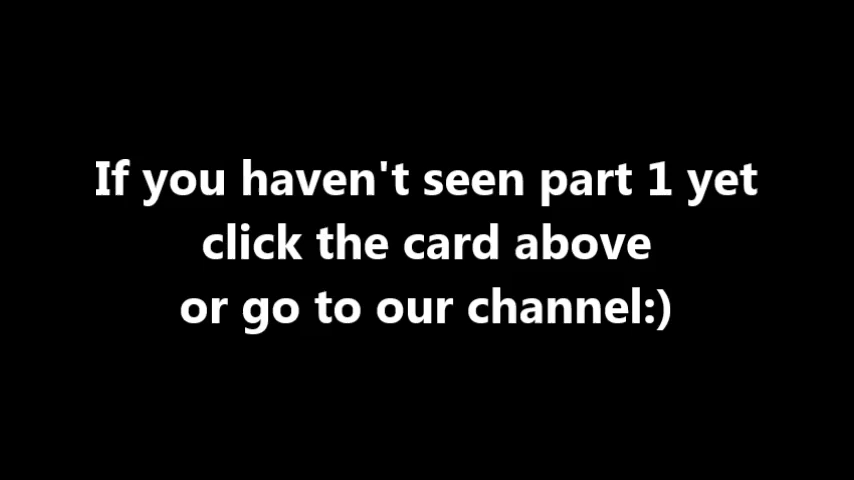 If you haven't seen part 1 yet
click the card above
or go to our channel:)